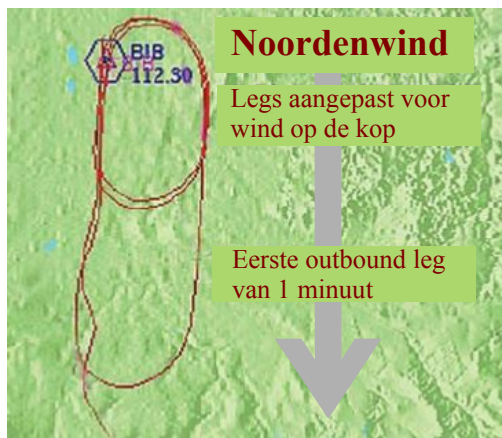 BIB
112.30
Noordenwind
Legs aangepast voor
wind op de kop
Eerste outbound leg
van 1 minuut